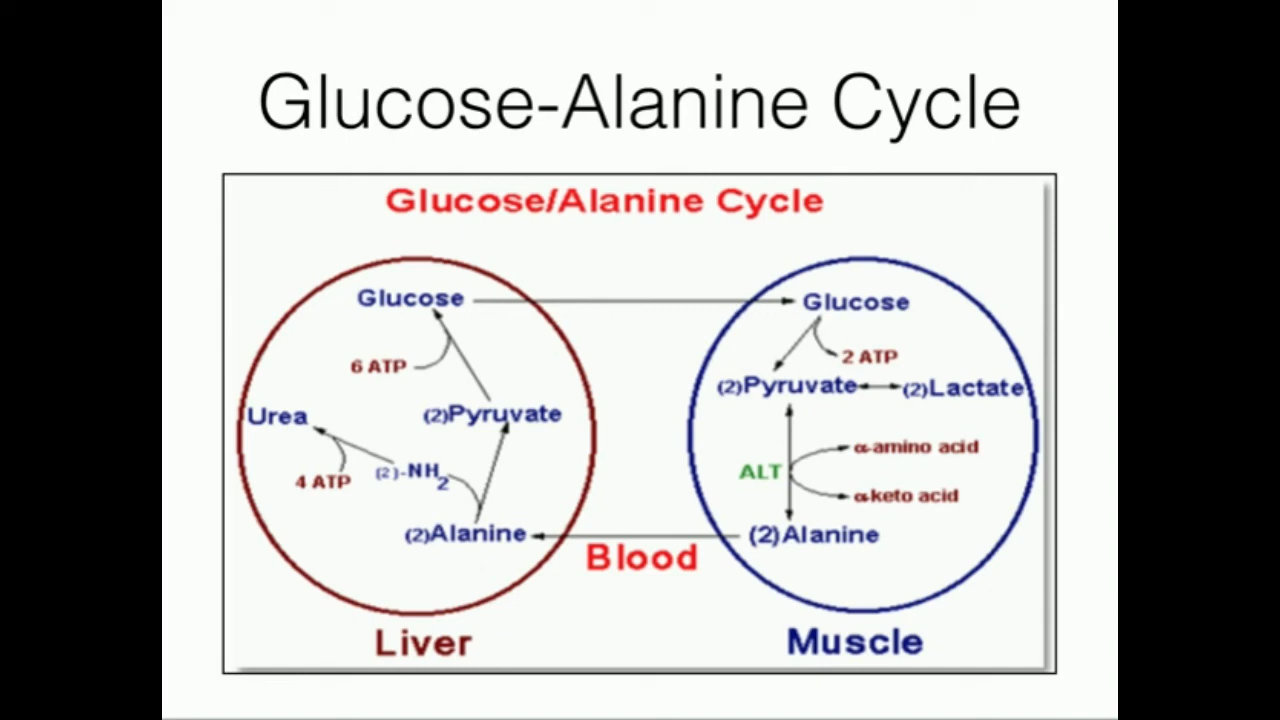 Glucose-Alanine Cycle
Glucose/Alanine Cycle
Glucose
6 ATP
Urea
(2)Pyruvate
4 ATP
(2)-NH2
(2)Alanine
Liver
Blood
Glucose
2 ATP
(2)Pyruvate
(2)Lactate
ALT
α-amino acid
α-keto acid
(2)Alanine
Muscle